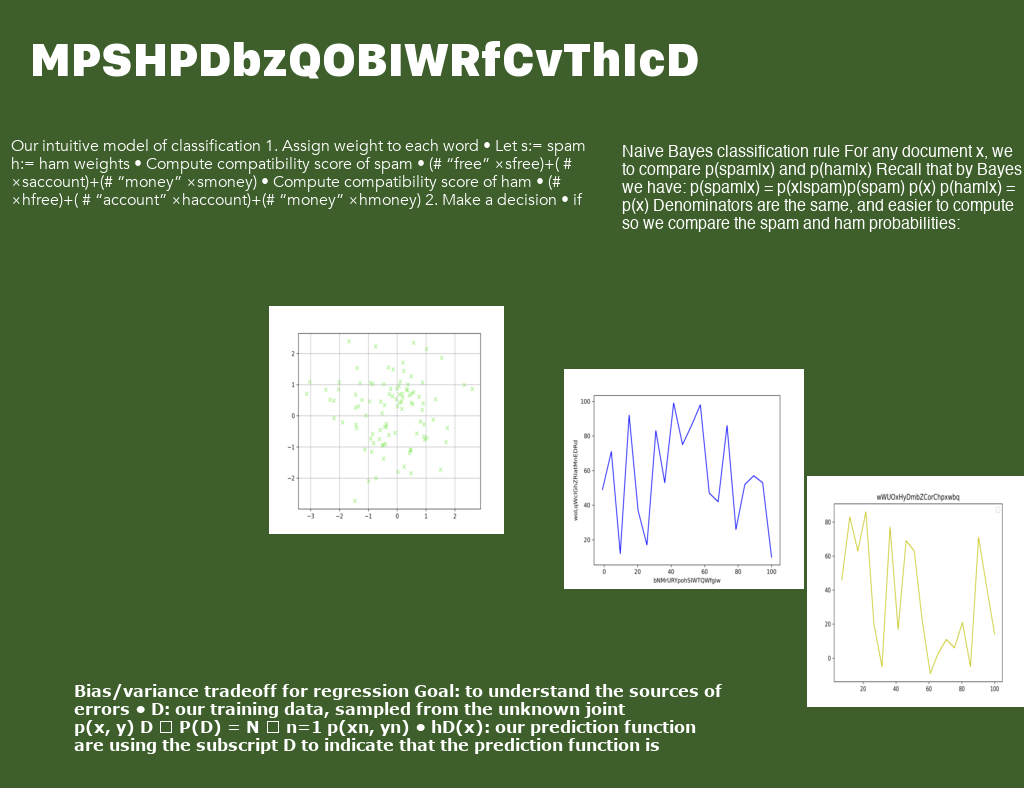 MPSHPDbzQOBIWRfCvThIcD
Our intuitive model of classification 1. Assign weight to each word • Let s:= spam
h:= ham weights • Compute compatibility score of spam • (# “free” ×sfree)+( #
×saccount)+(# “money” ×smoney) • Compute compatibility score of ham • (#
×hfree)+( # “account” ×haccount)+(# “money” ×hmoney) 2. Make a decision • if
Naive Bayes classification rule For any document x, we
to compare p(spam|x) and p(ham|x) Recall that by Bayes
we have: p(spam|x) = p(x|spam)p(spam) p(x) p(ham|x) =
p(x) Denominators are the same, and easier to compute
so we compare the spam and ham probabilities:
2
1
0
−1
−2
−3 −2 −1 0 1 2
100
80
60
40
20
0 20 40 60 80 100
bNMrURYpohSIWTQWfgiw
wWUOxHyDmbZCorChpxwbq
80
60
40
20
0
20 40 60 80 100
Bias/variance tradeoff for regression Goal: to understand the sources of
errors • D: our training data, sampled from the unknown joint
p(x, y) D □ P(D) = N □ n=1 p(xn, yn) • hD(x): our prediction function
are using the subscript D to indicate that the prediction function is